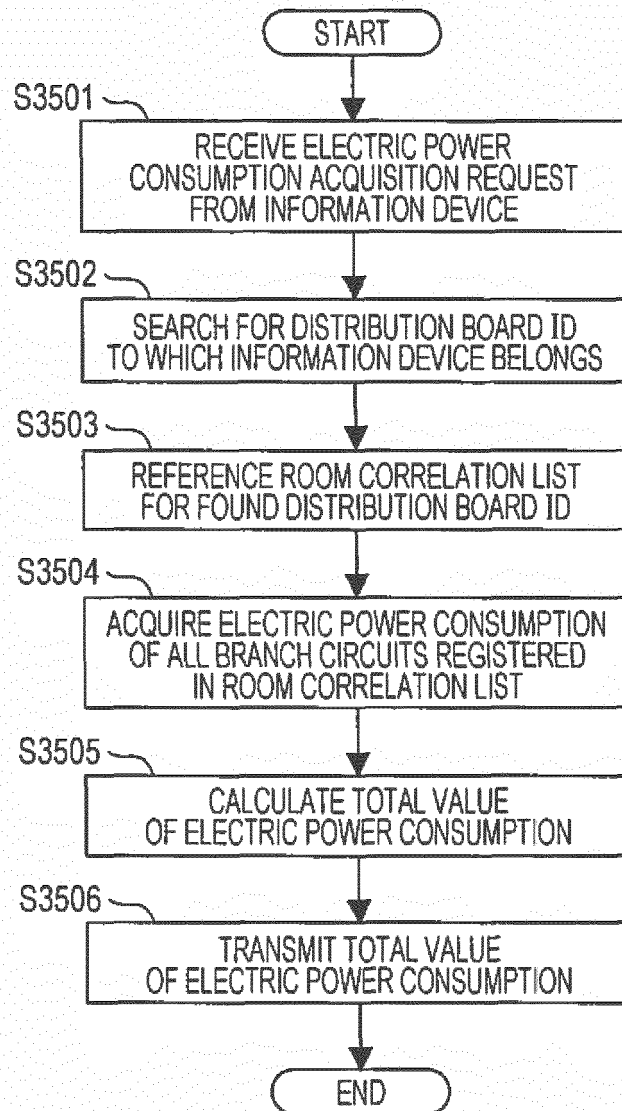 START
S3501
RECEIVE ELECTRIC POWER
CONSUMPTION ACQUISITION REQUEST
FROM INFORMATION DEVICE
S3502
SEARCH FOR DISTRIBUTION BOARD ID
TO WHICH INFORMATION DEVICE BELONGS
S3503
REFERENCE ROOM CORRELATION LIST
FOR FOUND DISTRIBUTION BOARD ID
S3504
ACQUIRE ELECTRIC POWER CONSUMPTION
OF ALL BRANCH CIRCUITS REGISTERED
IN ROOM CORRELATION LIST
S3505
CALCULATE TOTAL VALUE
OF ELECTRIC POWER CONSUMPTION
S3506
TRANSMIT TOTAL VALUE
OF ELECTRIC POWER CONSUMPTION
END